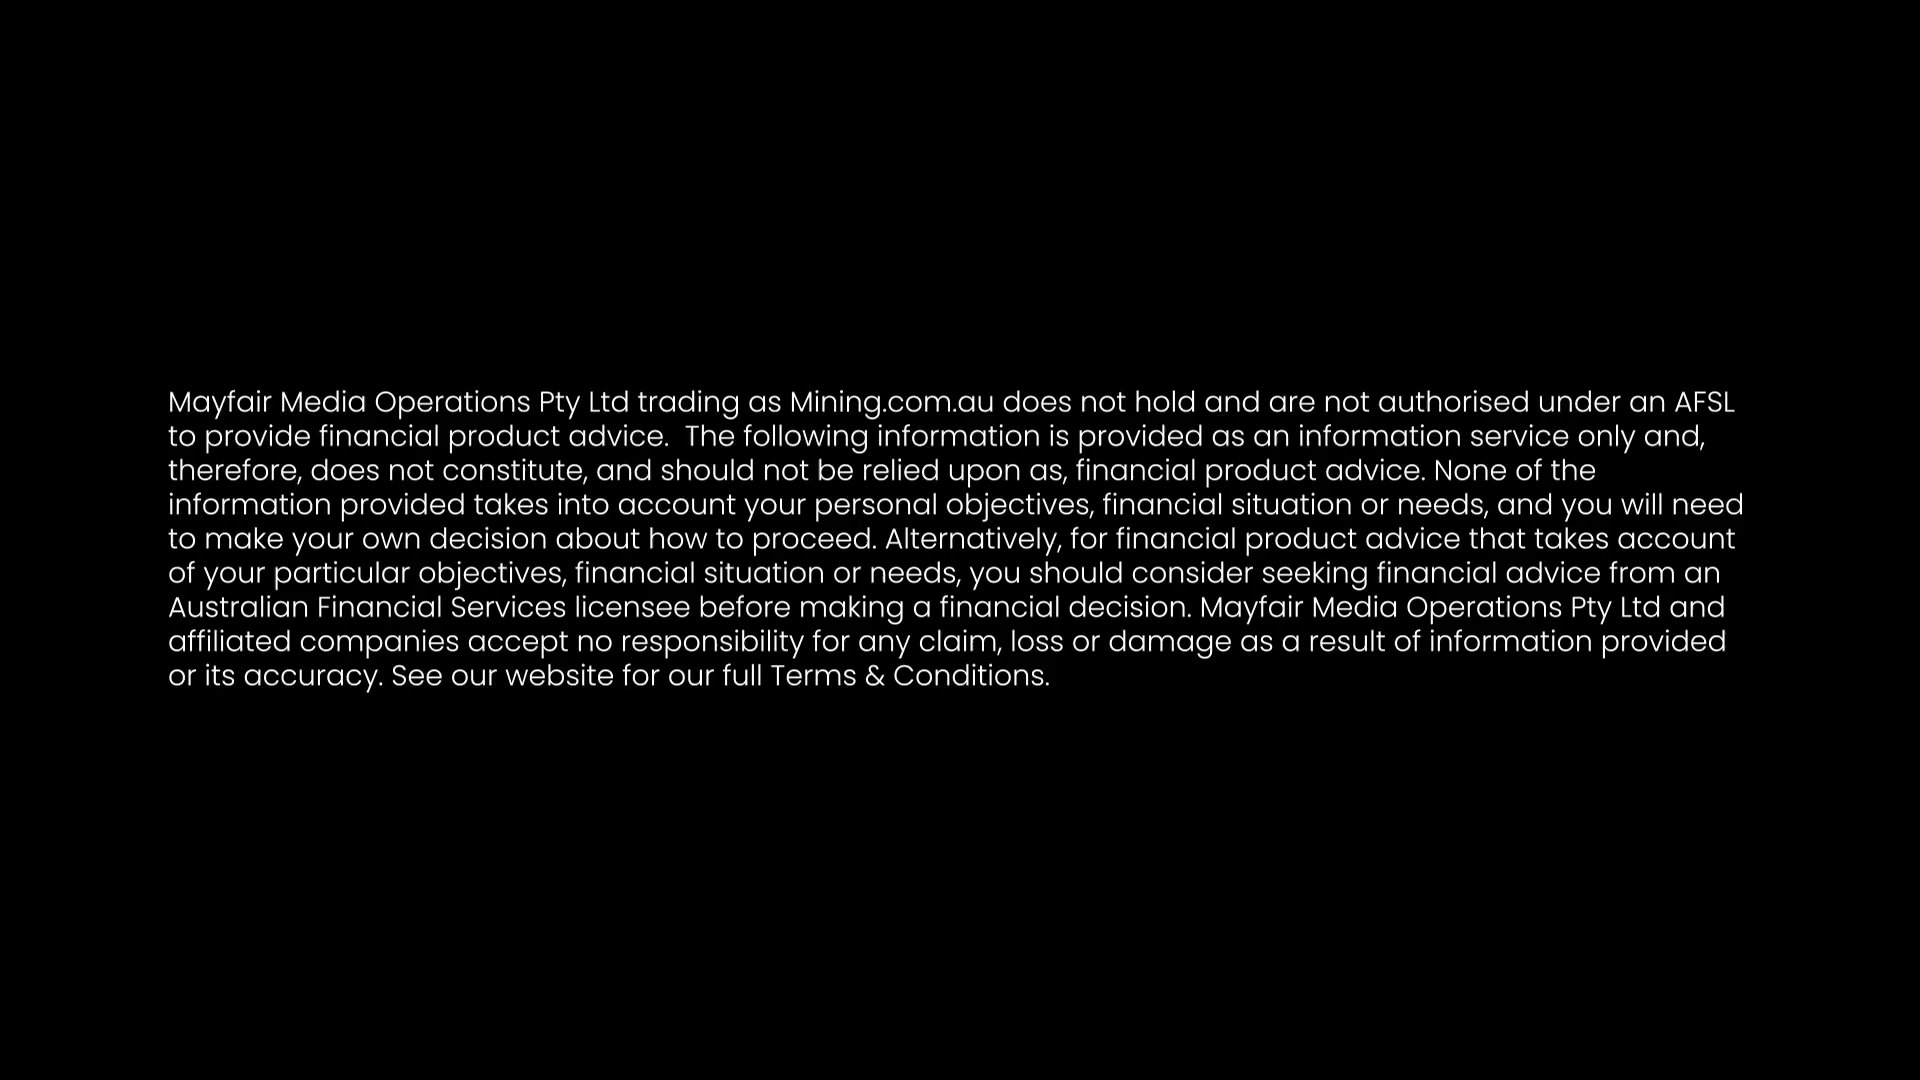 Mayfair Media Operations Pty Ltd trading as Mining.com.au does not hold and are not authorised under an AFSL
to provide financial product advice.  The following information is provided as an information service only and,
therefore, does not constitute, and should not be relied upon as, financial product advice. None of the
information provided takes into account your personal objectives, financial situation or needs, and you will need
to make your own decision about how to proceed. Alternatively, for financial product advice that takes account
of your particular objectives, financial situation or needs, you should consider seeking financial advice from an
Australian Financial Services licensee before making a financial decision. Mayfair Media Operations Pty Ltd and
affiliated companies accept no responsibility for any claim, loss or damage as a result of information provided
or its accuracy. See our website for our full Terms & Conditions.